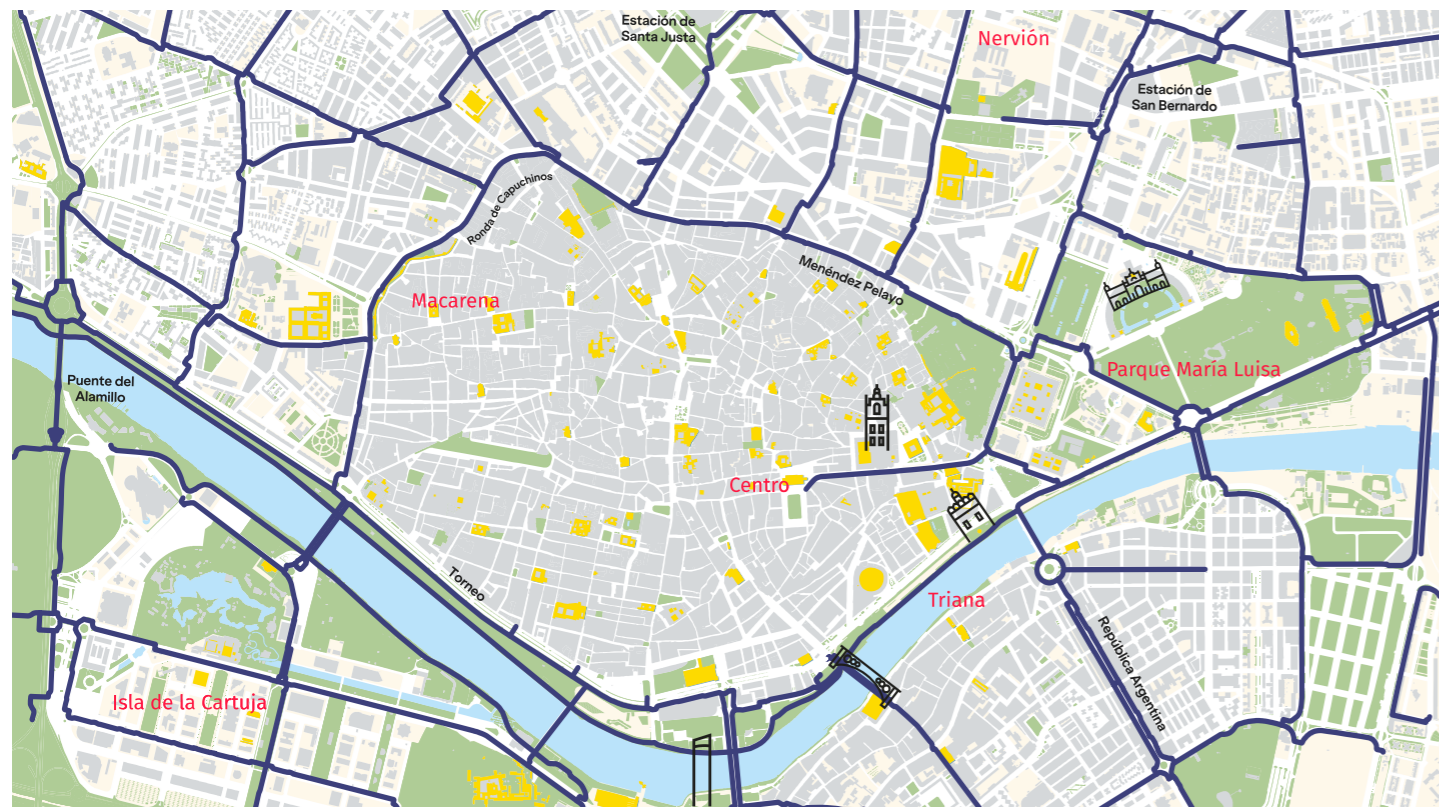 Estación de
Santa Justa
Nervión
Estación de
San Bernardo
Ronda de Capuchinos
Menéndez Pelayo
Macarena
Parque María Luisa
Puente del
Alamillo
Centro
Torneo
Triana
República Argentina
Isla de la Cartuja